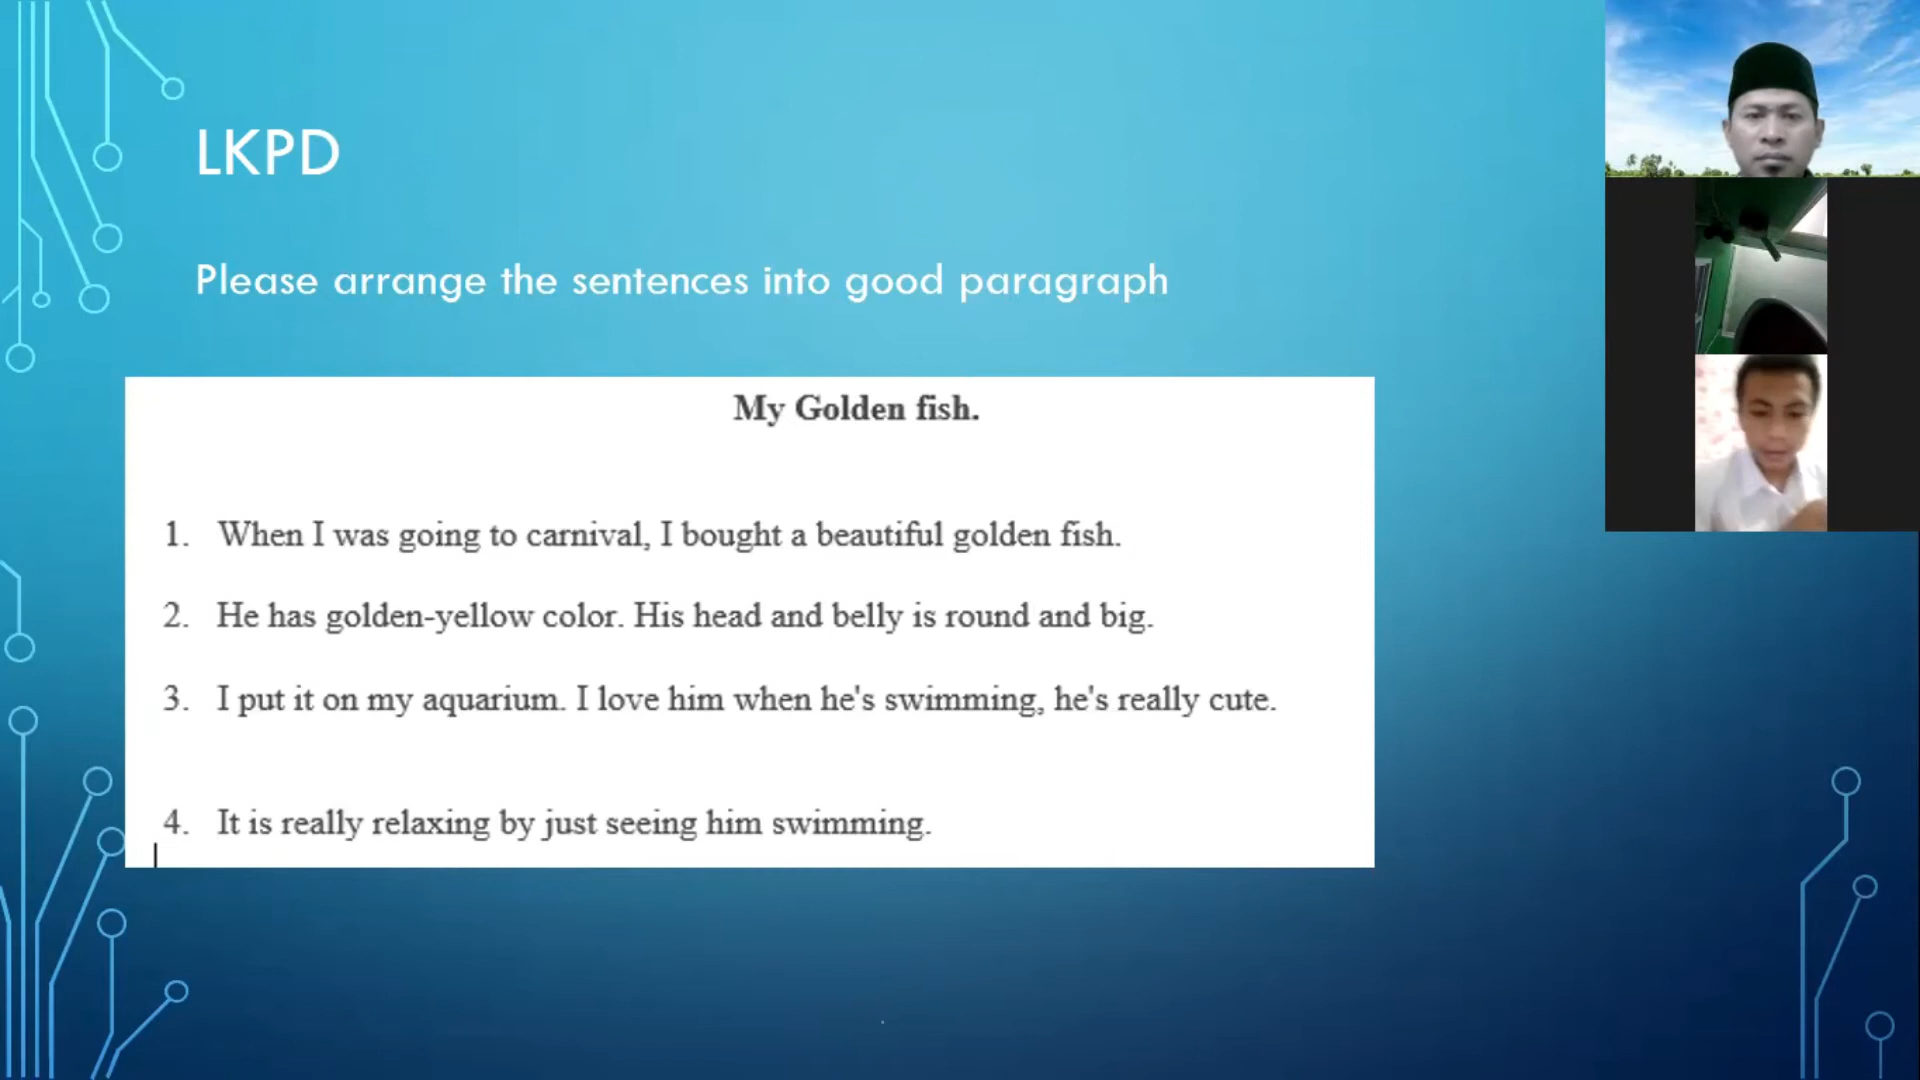 LKPD
Please arrange the sentences into good paragraph
My Golden fish.
1. When I was going to carnival, I bought a beautiful golden fish.
2. He has golden-yellow color. His head and belly is round and big.
3. I put it on my aquarium. I love him when he's swimming, he's really cute.
4. It is really relaxing by just seeing him swimming.